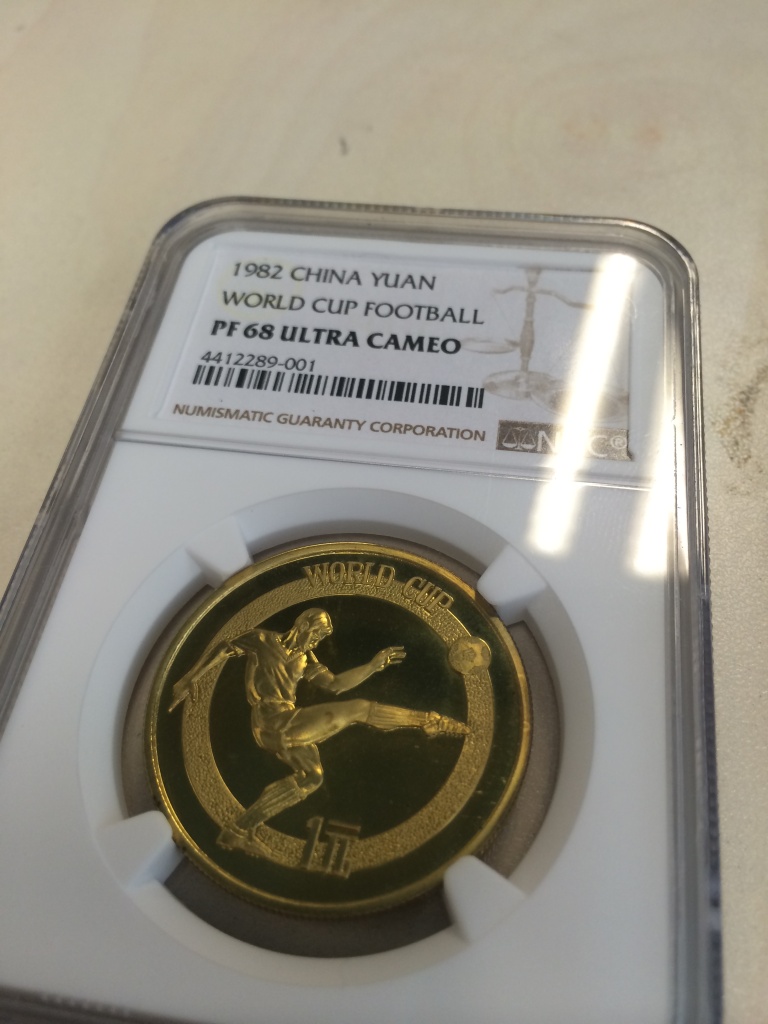 1982 CHINA YUAN
WORLD CUP FOOTBALL
PF 68 ULTRA CAMEO
4412289-001
NUMISMATIC GUARANTY CORPORATION
NGC®
WORLD CUP
1元